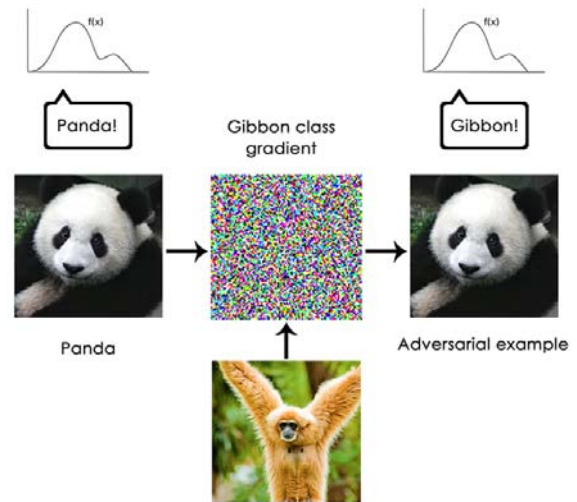 f(x)
f(x)
Panda!
Gibbon class
gradient
Gibbon!
Panda
Adversarial example